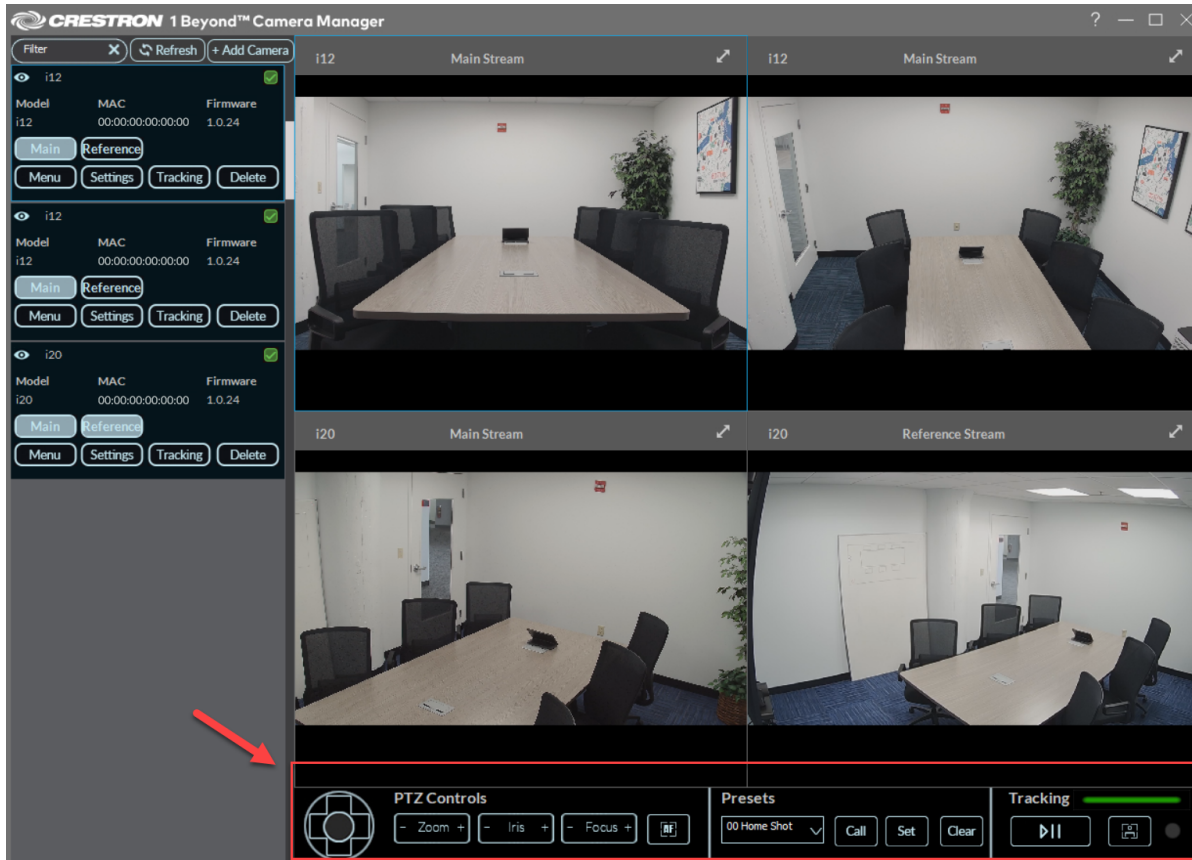 CRESTRON 1 Beyond™ Camera Manager ?
Filter Refresh + Add Camera
i12
Model MAC Firmware
i12 00:00:00:00:00:00 1.0.24
Main Reference
Menu Settings Tracking Delete
i12
Model MAC Firmware
i12 00:00:00:00:00:00 1.0.24
Main Reference
Menu Settings Tracking Delete
i20
Model MAC Firmware
i20 00:00:00:00:00:00 1.0.24
Main Reference
Menu Settings Tracking Delete
i12 Main Stream
i12 Main Stream
i20 Main Stream
i20 Reference Stream
PTZ Controls
- Zoom + - Iris + - Focus + AF
Presets
00 Home Shot Call Set Clear
Tracking